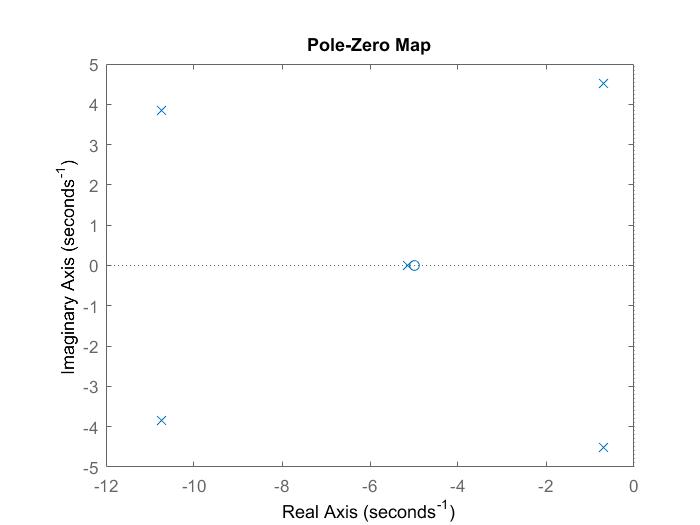 Pole-Zero Map
5
4
3
2
1
0
-1
-2
-3
-4
-5
Imaginary Axis (seconds⁻¹)
-12 -10 -8 -6 -4 -2 0
Real Axis (seconds⁻¹)